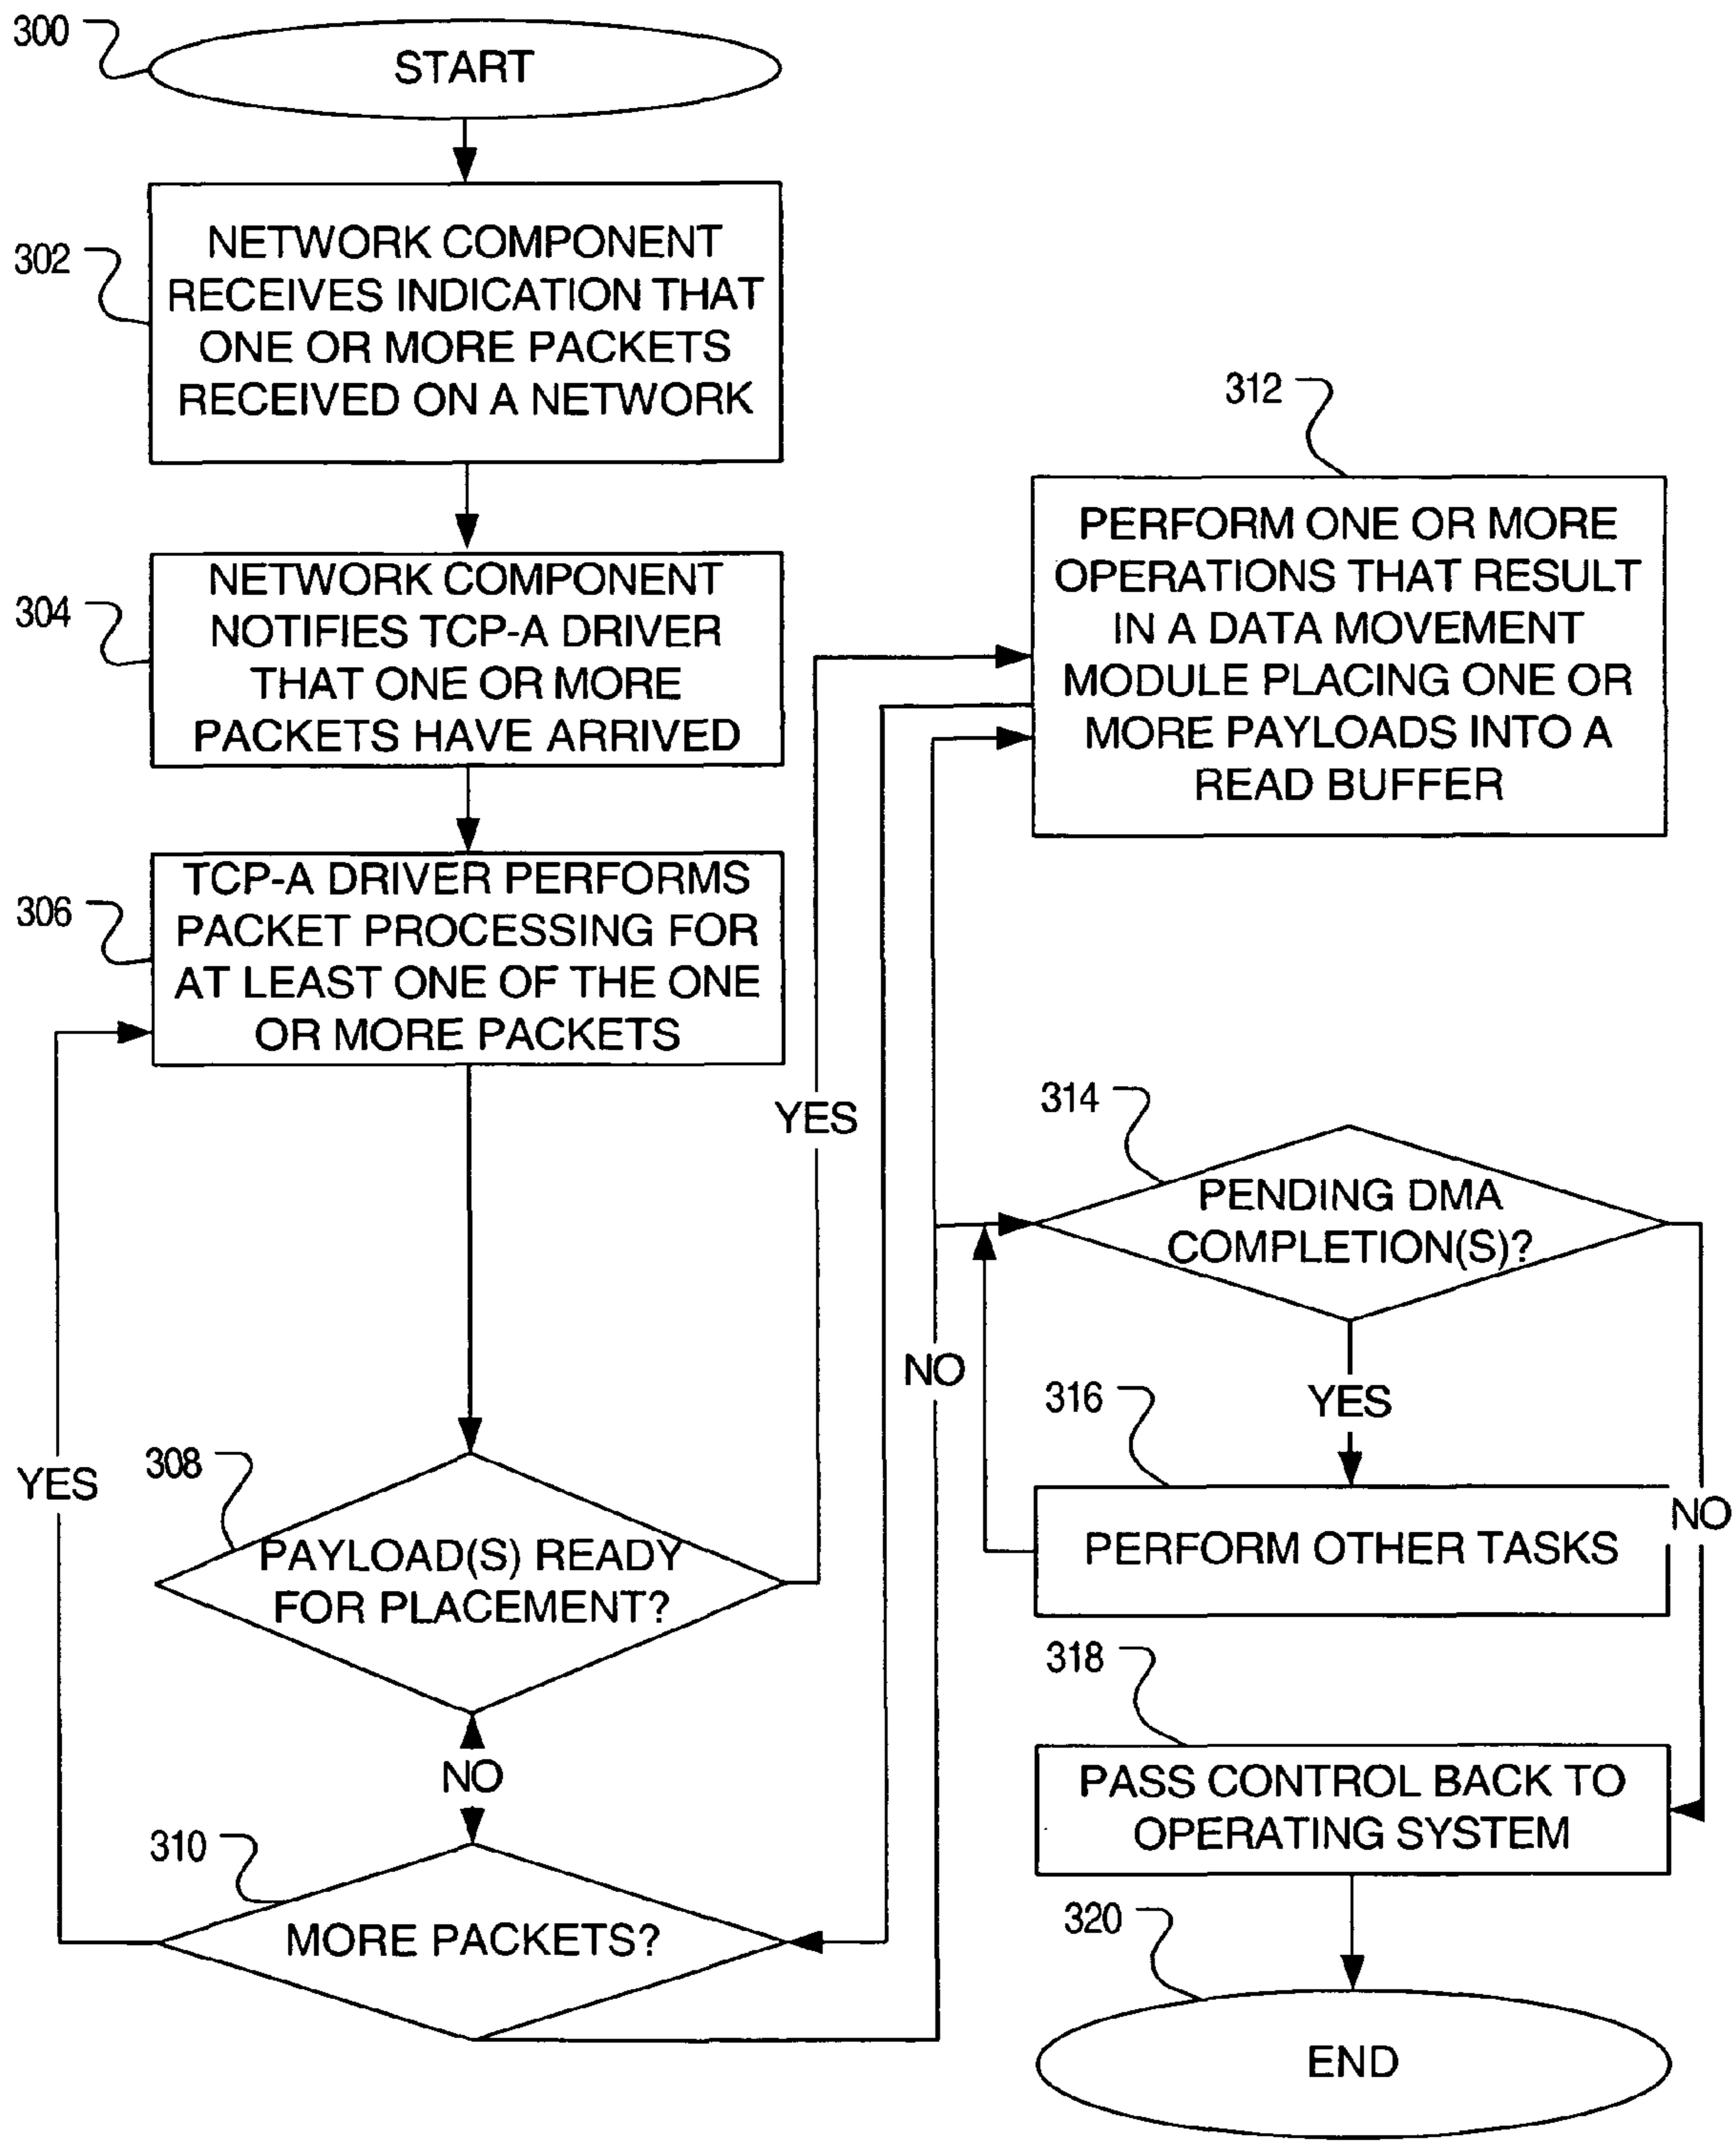 300
START
302
NETWORK COMPONENT
RECEIVES INDICATION THAT
ONE OR MORE PACKETS
RECEIVED ON A NETWORK
304
NETWORK COMPONENT
NOTIFIES TCP-A DRIVER
THAT ONE OR MORE
PACKETS HAVE ARRIVED
306
TCP-A DRIVER PERFORMS
PACKET PROCESSING FOR
AT LEAST ONE OF THE ONE
OR MORE PACKETS
YES
308
PAYLOAD(S) READY
FOR PLACEMENT?
YES
NO
310
MORE PACKETS?
NO
312
PERFORM ONE OR MORE
OPERATIONS THAT RESULT
IN A DATA MOVEMENT
MODULE PLACING ONE OR
MORE PAYLOADS INTO A
READ BUFFER
314
PENDING DMA
COMPLETION(S)?
YES
NO
316
PERFORM OTHER TASKS
318
PASS CONTROL BACK TO
OPERATING SYSTEM
320
END